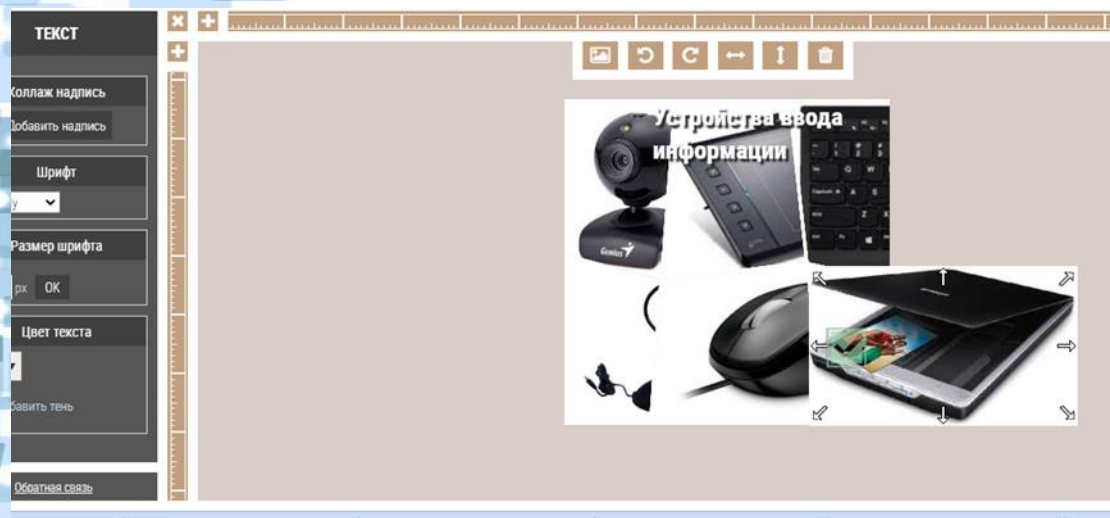 ТЕКСТ
Коллаж надпись
Добавить надпись
Шрифт
у
Размер шрифта
px OK
Цвет текста
бавить тень
Обратная связь
Устройства ввода
информации
Genius